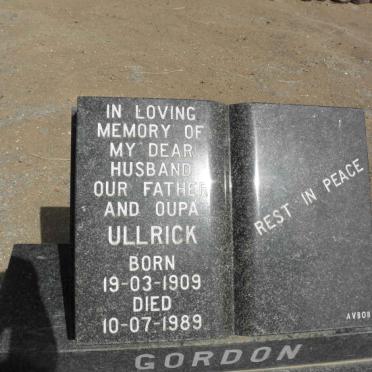 IN LOVING
MEMORY OF
MY DEAR
HUSBAND
OUR FATHER
AND OUPA
ULLRICK
BORN
19-03-1909
DIED
10-07-1989
REST IN PEACE
GORDON